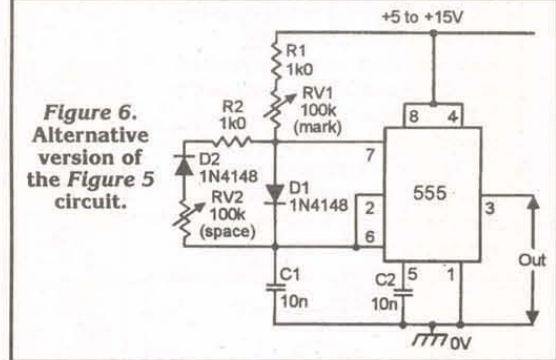 Figure 6.
Alternative
version of
the Figure 5
circuit.
+5 to +15V
R1
1k0
RV1
100k
(mark)
R2
1k0
D2
1N4148
RV2
100k
(space)
D1
1N4148
8 4
7
555
2
3
6
C1
10n
C2
10n
5 1
Out
0V